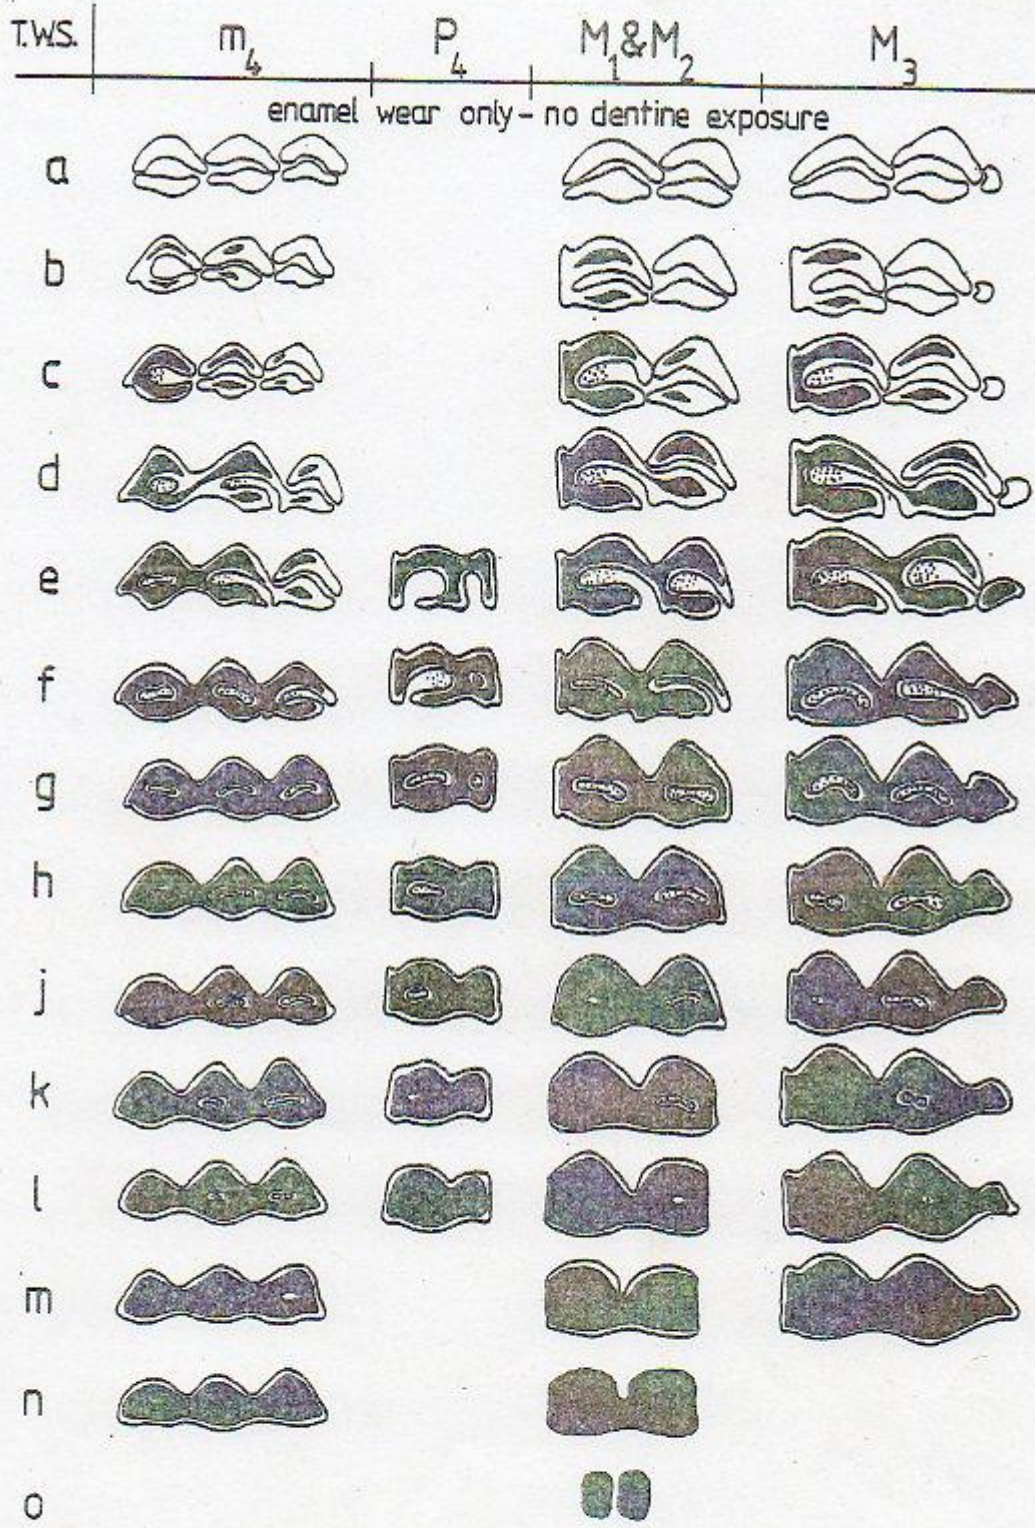 T.W.S. m4 P4 M1&M2 M3
enamel wear only – no dentine exposure
a
b
c
d
e
f
g
h
j
k
l
m
n
o